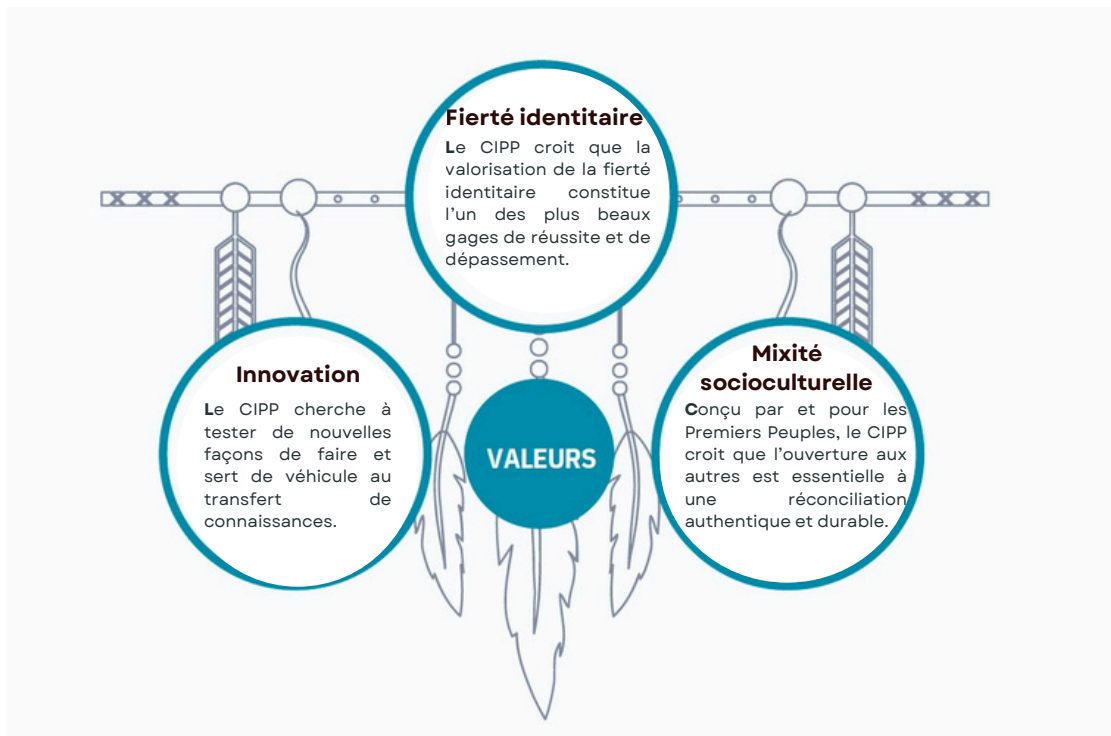 Fierté identitaire
Le CIPP croit que la
valorisation de la fierté
identitaire constitue
l'un des plus beaux
gages de réussite et de
dépassement.
Innovation
Le CIPP cherche à
tester de nouvelles
façons de faire et
sert de véhicule au
transfert de
connaissances.
VALEURS
Mixité
socioculturelle
Conçu par et pour les
Premiers Peuples, le CIPP
croit que l'ouverture aux
autres est essentielle à
une réconciliation
authentique et durable.